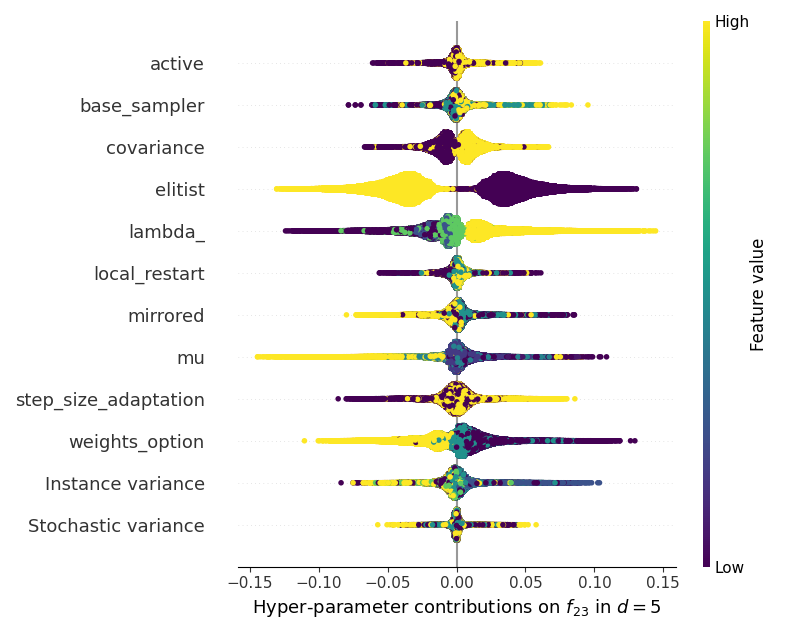 High
active
base_sampler
covariance
elitist
lambda_
local_restart
mirrored
mu
step_size_adaptation
weights_option
Instance variance
Stochastic variance
Feature value
Low
−0.15 −0.10 −0.05 0.00 0.05 0.10 0.15
Hyper-parameter contributions on f₂₃ in d = 5